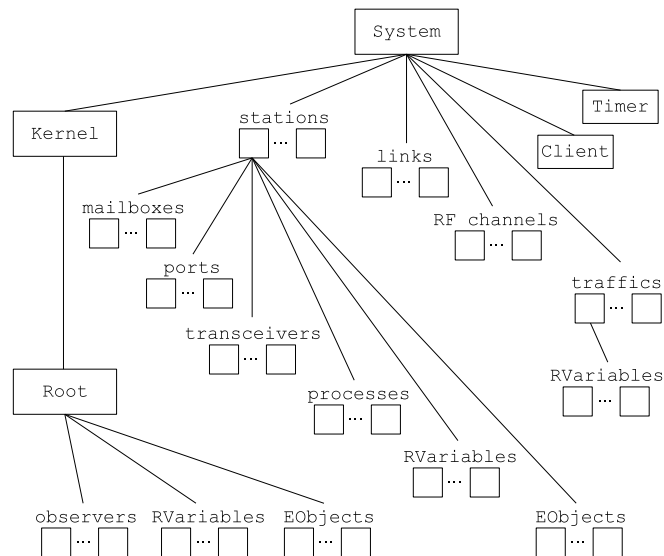 System
Timer
stations
Kernel
Client
links
mailboxes
RF channels
ports
traffics
transceivers
RVariables
Root
processes
RVariables
observers
RVariables
EObjects
EObjects